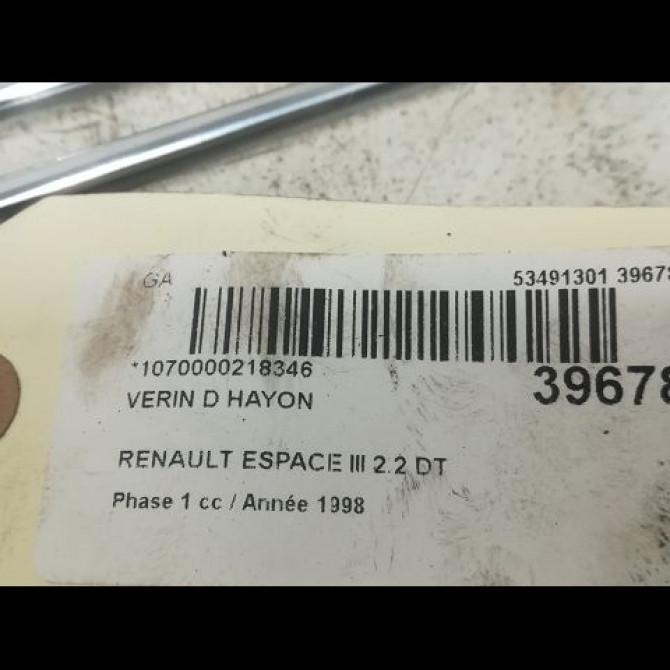 GA 53491301 39678
*1070000218346
39678
VERIN D HAYON
RENAULT ESPACE III 2.2 DT
Phase 1 cc / Année 1998